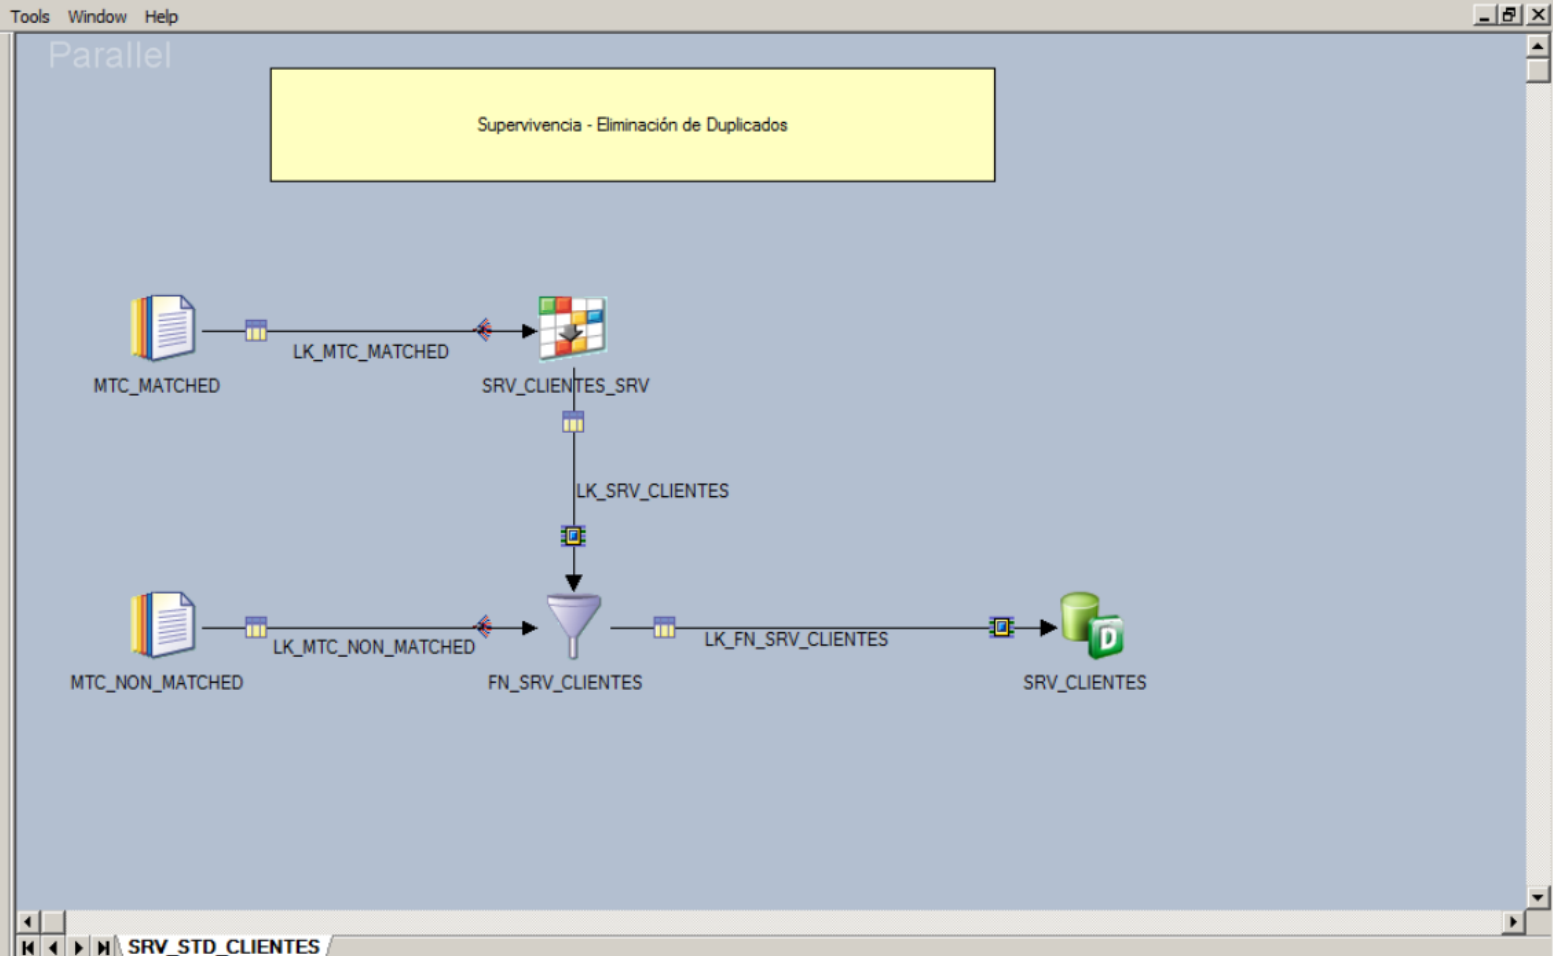 Tools Window Help
Parallel
Supervivencia - Eliminación de Duplicados
LK_MTC_MATCHED
MTC_MATCHED
SRV_CLIENTES_SRV
LK_SRV_CLIENTES
LK_MTC_NON_MATCHED
LK_FN_SRV_CLIENTES
D
MTC_NON_MATCHED
FN_SRV_CLIENTES
SRV_CLIENTES
SRV_STD_CLIENTES